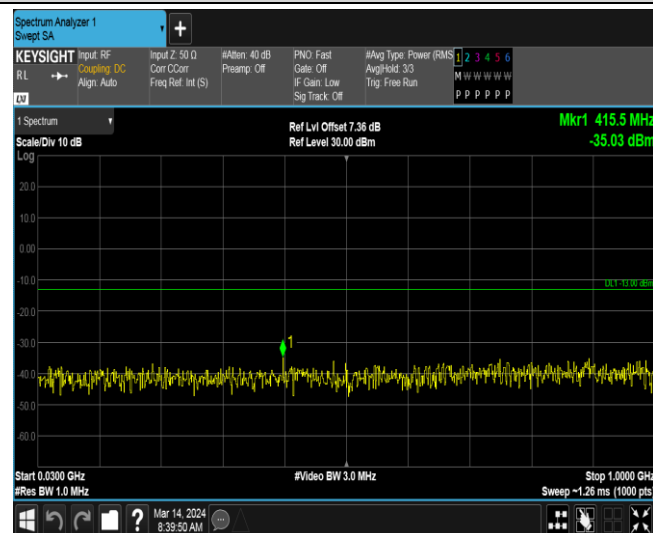 Spectrum Analyzer 1
Swept SA
+
KEYSIGHT Input: RF Input Z: 50 Ω #Atten: 40 dB PNO: Fast #Avg Type: Power (RMS 1 2 3 4 5 6
RL Coupling: DC Corr CCorr Preamp: Off Gate: Off Avg|Hold: 3/3 M W W W W W
Align: Auto Freq Ref: Int (S) IF Gain: Low Trig: Free Run P P P P P P
Sig Track: Off
LXI
1 Spectrum Ref Lvl Offset 7.36 dB Mkr1 415.5 MHz
Scale/Div 10 dB Ref Level 30.00 dBm -35.03 dBm
Log
20.0
10.0
0.00
-10.0
DL1 -13.00 dBm
-20.0
-30.0
1
-40.0
-50.0
-60.0
Start 0.0300 GHz #Video BW 3.0 MHz Stop 1.0000 GHz
#Res BW 1.0 MHz Sweep ~1.26 ms (1000 pts)
? Mar 14, 2024
8:39:50 AM